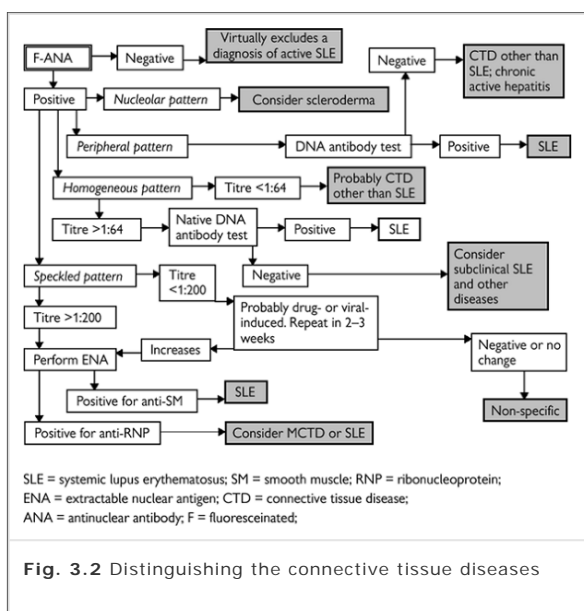 Virtually excludes a
diagnosis of active SLE
F-ANA
Negative
Negative
CTD other than
SLE; chronic
active hepatitis
Positive
Nucleolar pattern
Consider scleroderma
Peripheral pattern
DNA antibody test
Positive
SLE
Homogeneous pattern
Titre <1:64
Probably CTD
other than SLE
Titre >1:64
Native DNA
antibody test
Positive
SLE
Speckled pattern
Titre
<1:200
Negative
Consider
subclinical SLE
and other
diseases
Titre >1:200
Probably drug- or viral-
induced. Repeat in 2–3
weeks
Perform ENA
Increases
Negative or no
change
Positive for anti-SM
SLE
Non-specific
Positive for anti-RNP
Consider MCTD or SLE
SLE = systemic lupus erythematosus; SM = smooth muscle; RNP = ribonucleoprotein;
ENA = extractable nuclear antigen; CTD = connective tissue disease;
ANA = antinuclear antibody; F = fluoresceinated;
Fig. 3.2 Distinguishing the connective tissue diseases